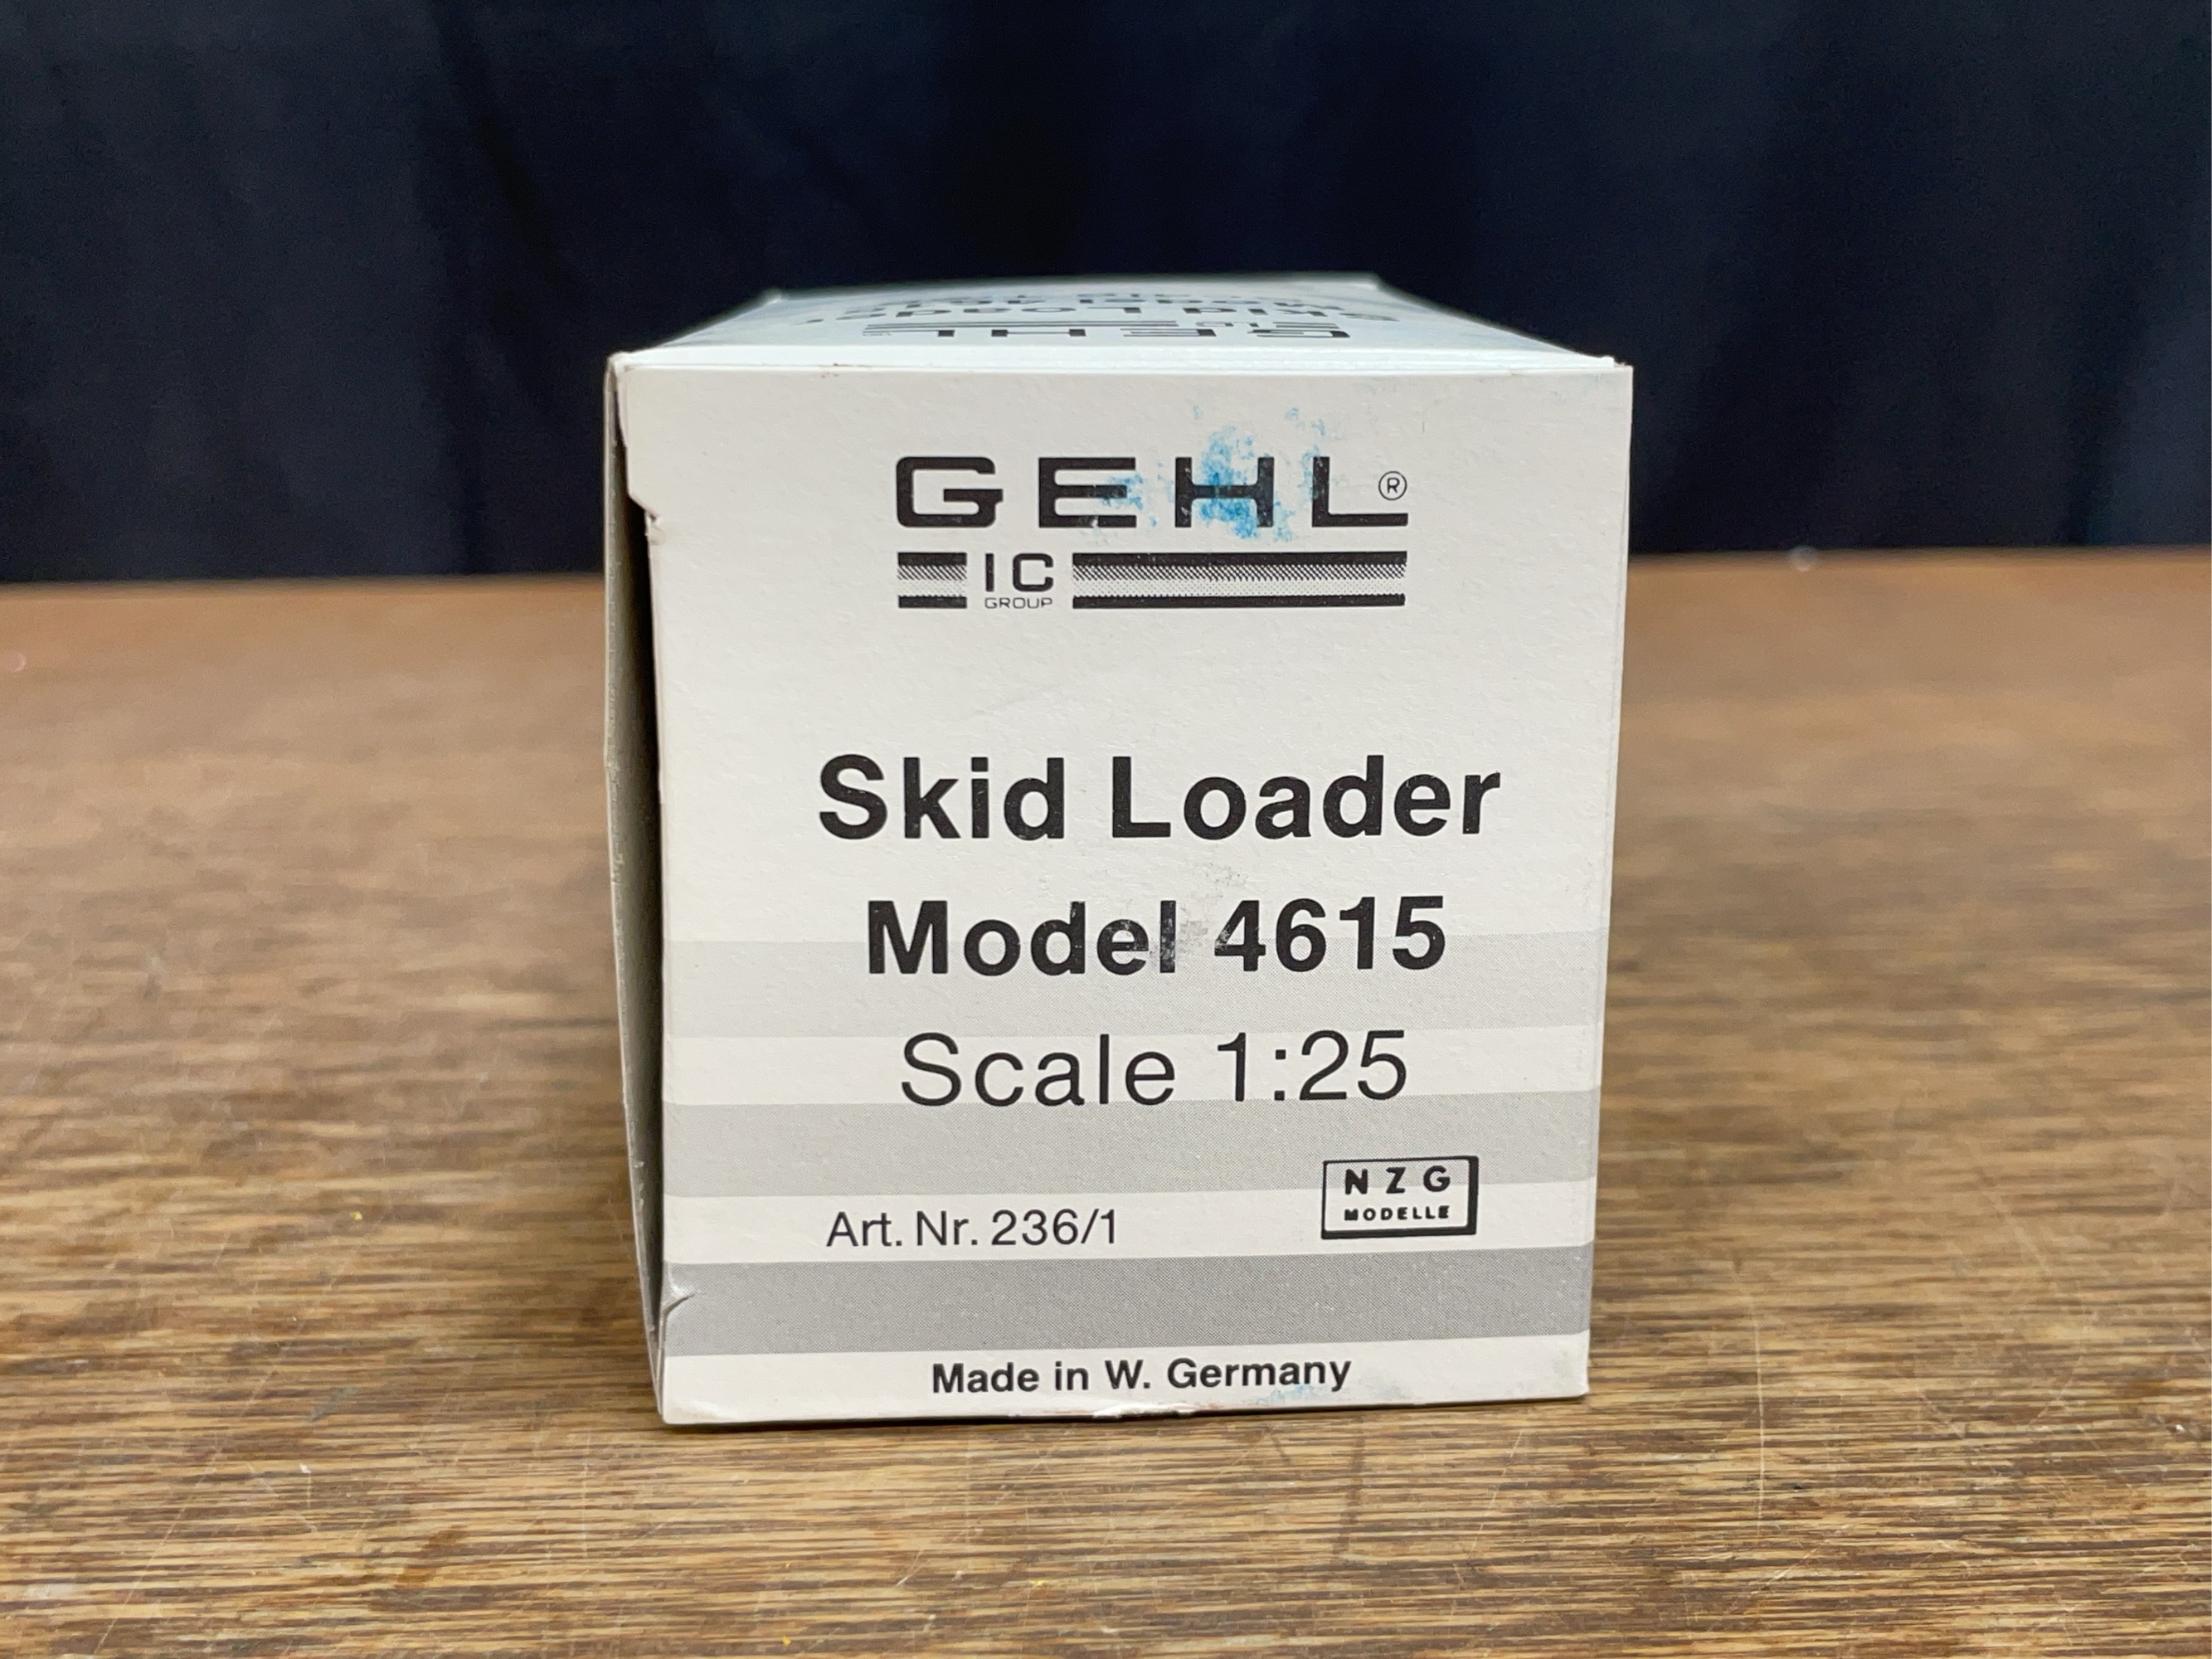 GEHL®
IC
GROUP
Skid Loader
Model 4615
Scale 1:25
Art. Nr. 236/1
NZG
MODELLE
Made in W. Germany